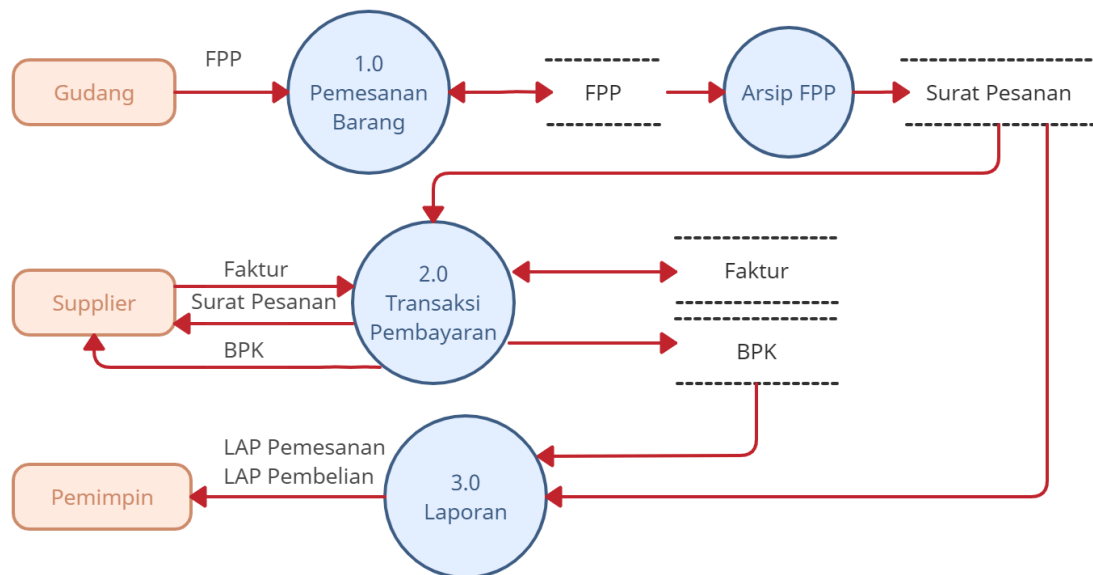 FPP
Gudang
1.0
Pemesanan
Barang
FPP
Arsip FPP
Surat Pesanan
Supplier
Faktur
Surat Pesanan
BPK
2.0
Transaksi
Pembayaran
Faktur
BPK
LAP Pemesanan
LAP Pembelian
Pemimpin
3.0
Laporan